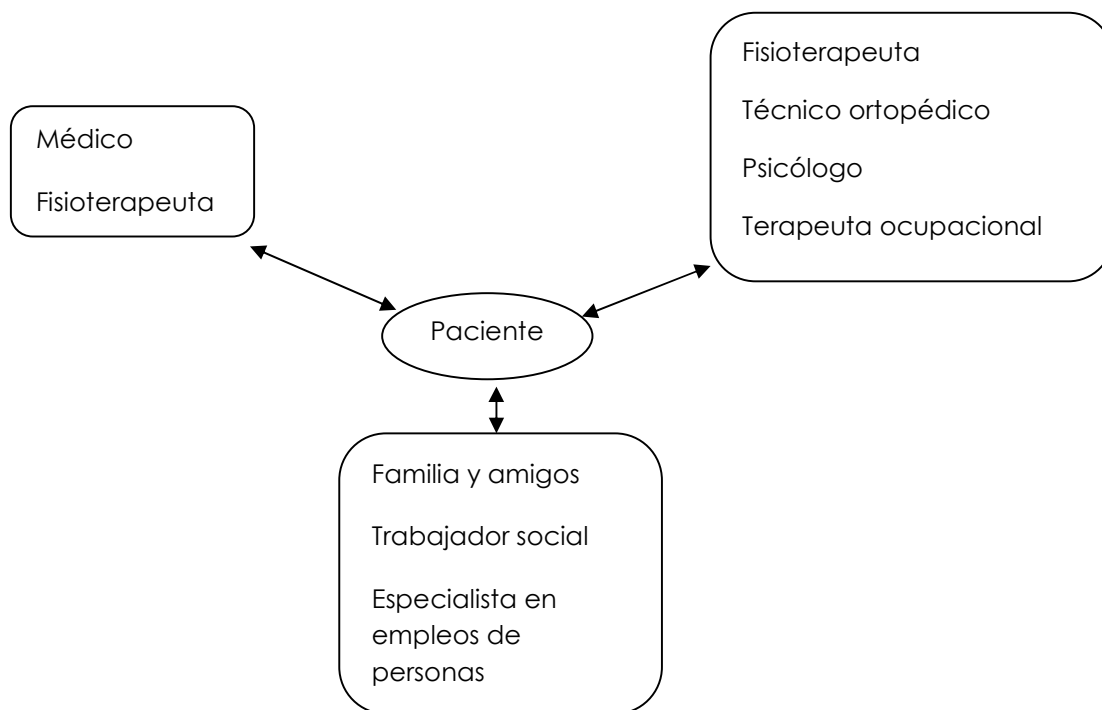 Fisioterapeuta
Técnico ortopédico
Psicólogo
Terapeuta ocupacional
Médico
Fisioterapeuta
Paciente
Familia y amigos
Trabajador social
Especialista en
empleos de
personas